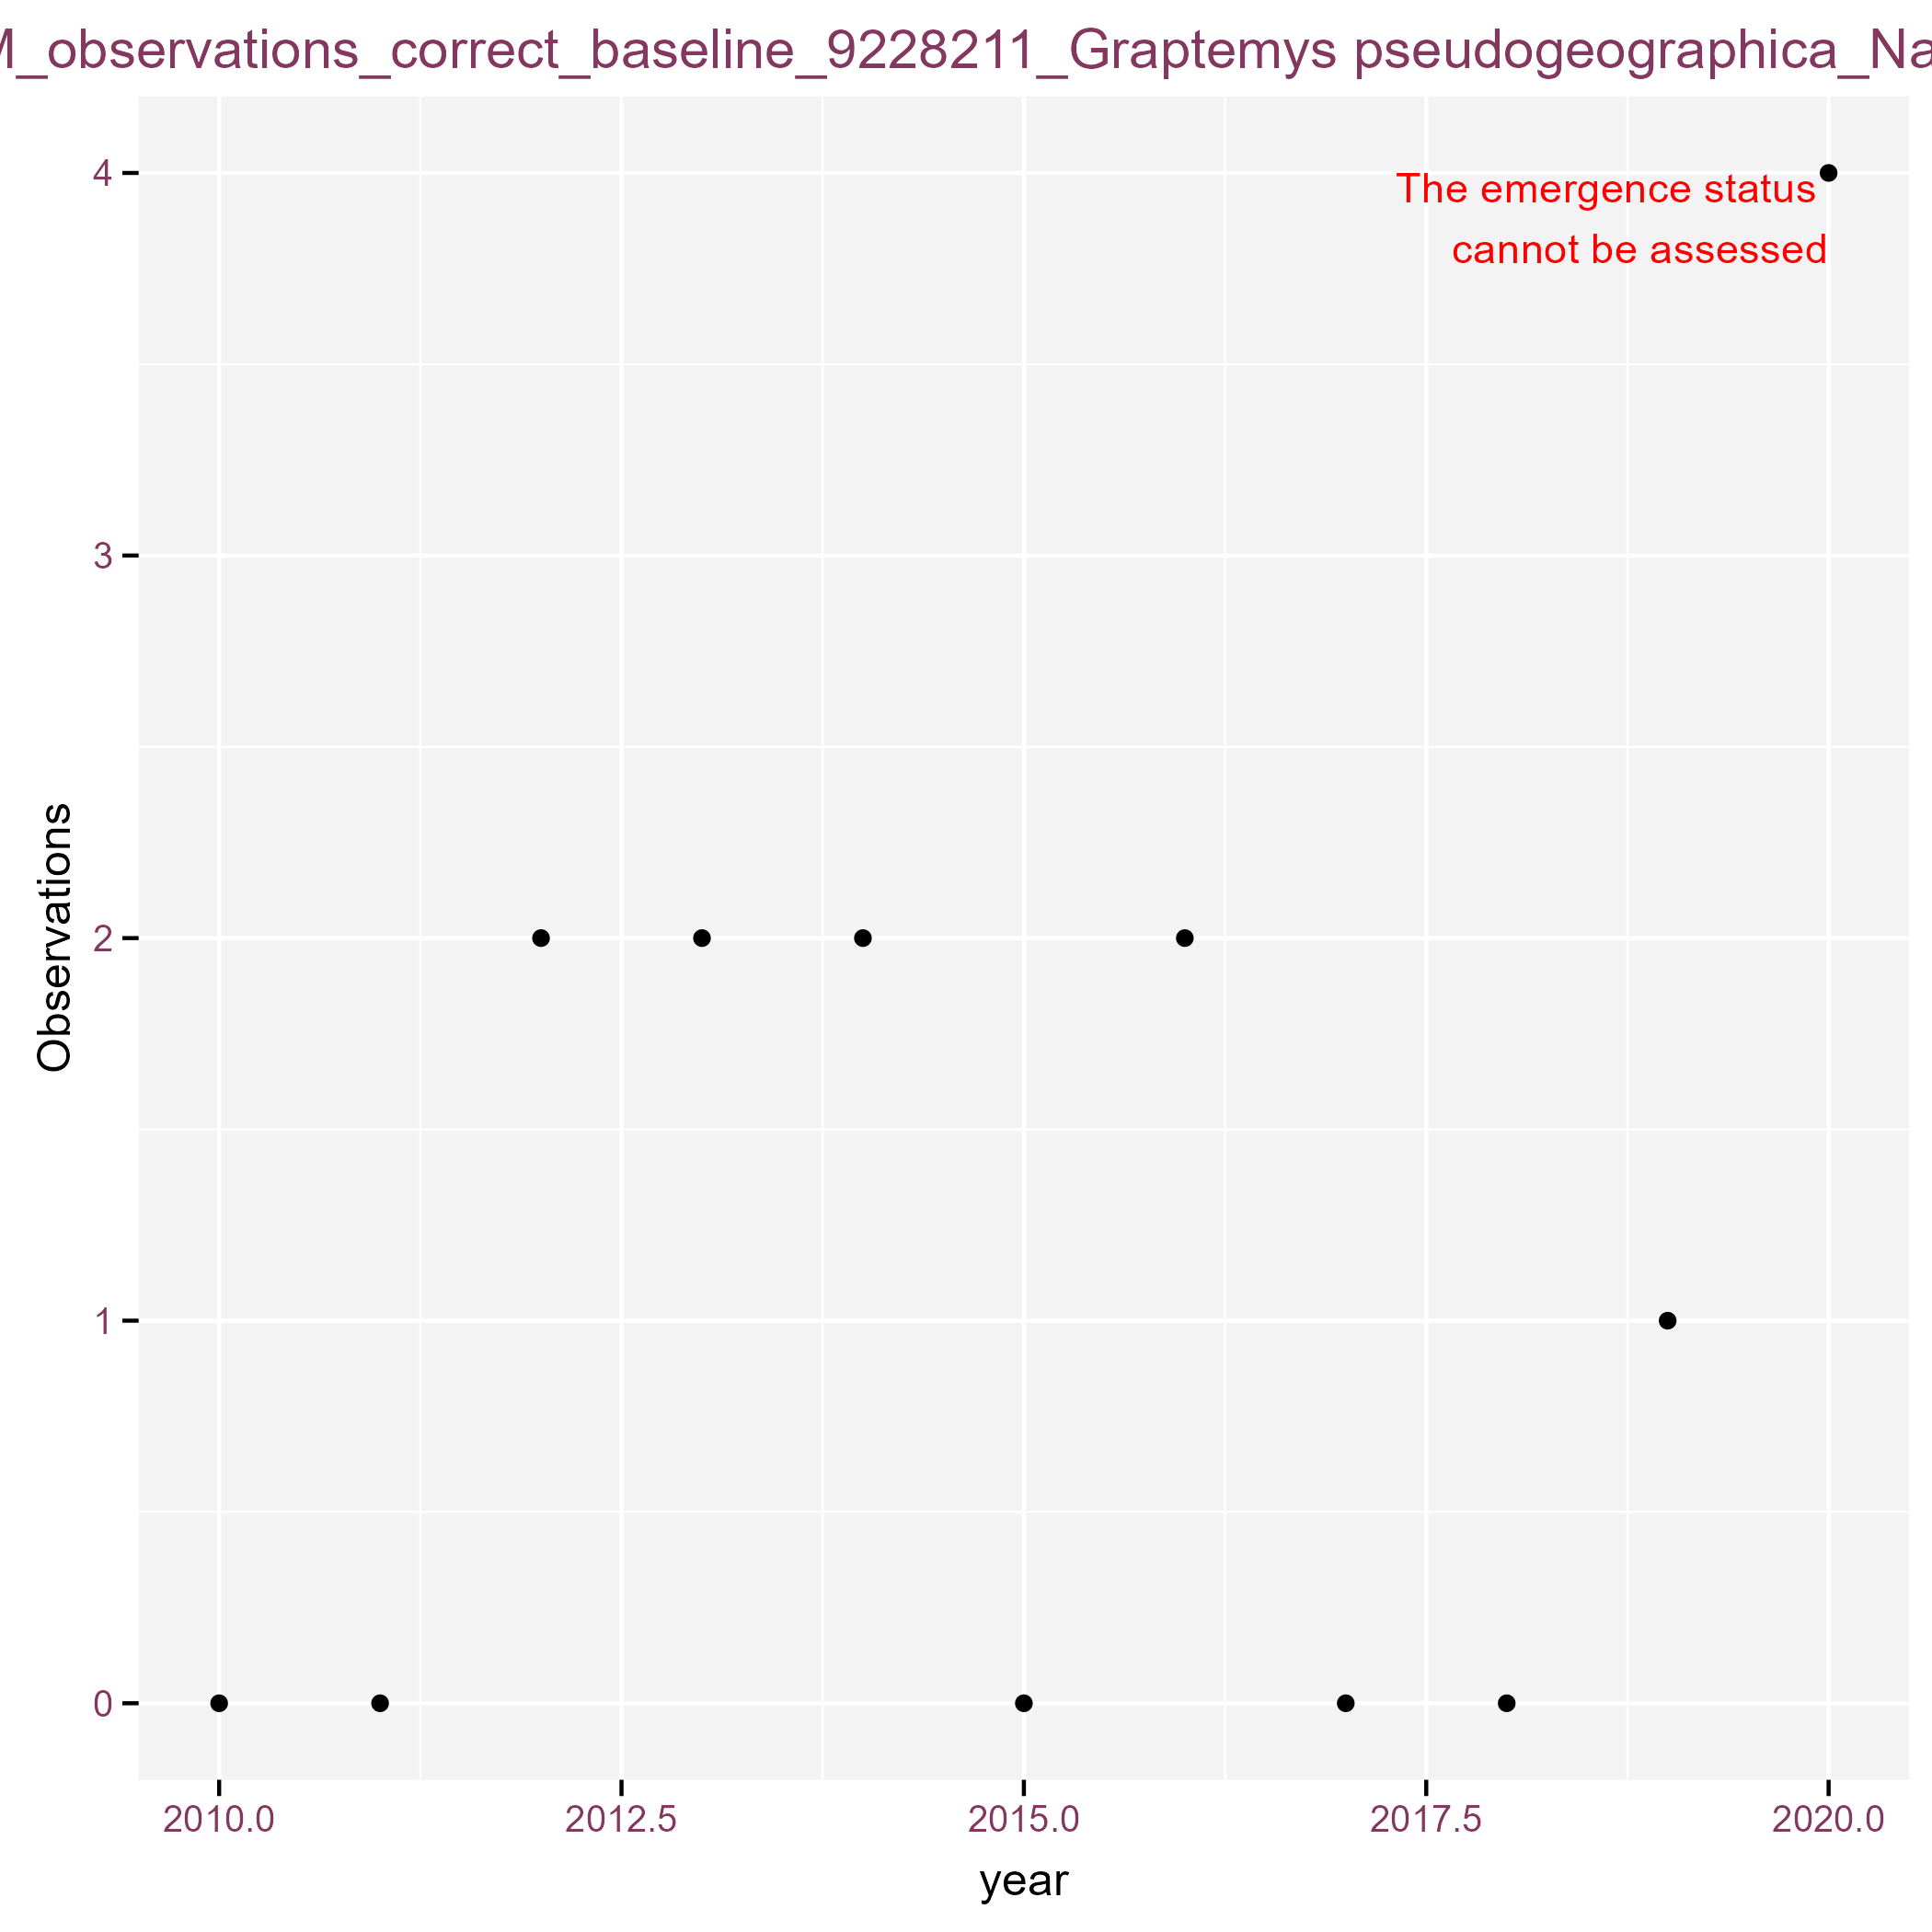 _observations_correct_baseline_9228211_Graptemys pseudogeographica_Na
4
The emergence status
cannot be assessed
3
2
1
0
Observations
2010.0 2012.5 2015.0 2017.5 2020.0
year